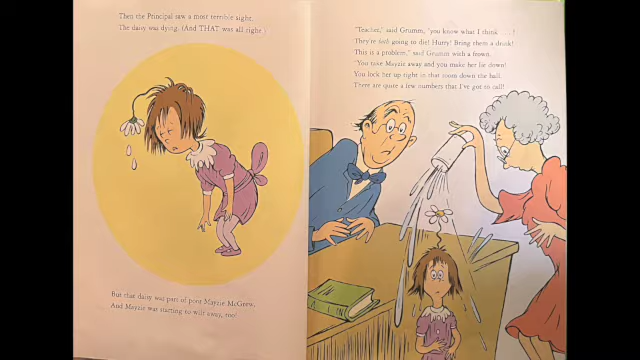 Then the Principal saw a most terrible sight.
The daisy was dying. (And THAT was all right.)
But that daisy was part of poor Mayzie McGrew,
And Mayzie was starting to wilt away, too!
"Teacher," said Grumm, "you know what I think . . . ?
They're both going to die! Hurry! Bring them a drink!
This is a problem," said Grumm with a frown.
"You take Mayzie away and you make her lie down!
You lock her up tight in that room down the hall.
There are quite a few numbers that I've got to call!